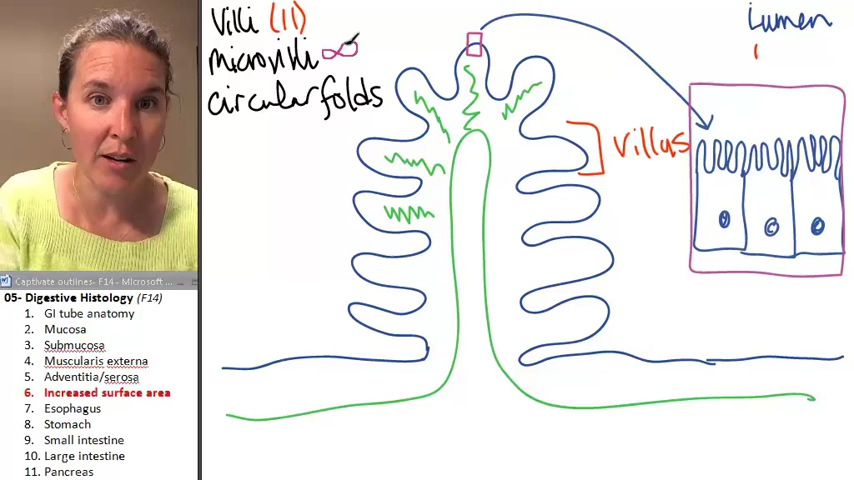 Villi (11)
microvilli ∞
circular folds
Lumen
Villus
Captivate outlines- F14 - Microsoft ...
05- Digestive Histology (F14)
1. GI tube anatomy
2. Mucosa
3. Submucosa
4. Muscularis externa
5. Adventitia/serosa
6. Increased surface area
7. Esophagus
8. Stomach
9. Small intestine
10. Large intestine
11. Pancreas